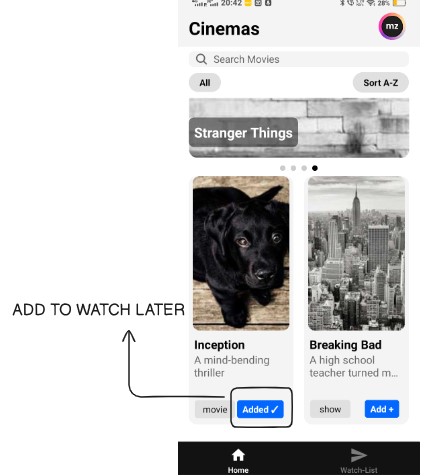 20:42
28%
Cinemas
mz
Search Movies
All
Sort A-Z
Stranger Things
ADD TO WATCH LATER
Inception
A mind-bending
thriller
movie
Added ✓
Breaking Bad
A high school
teacher turned m...
show
Add +
Home
Watch-List